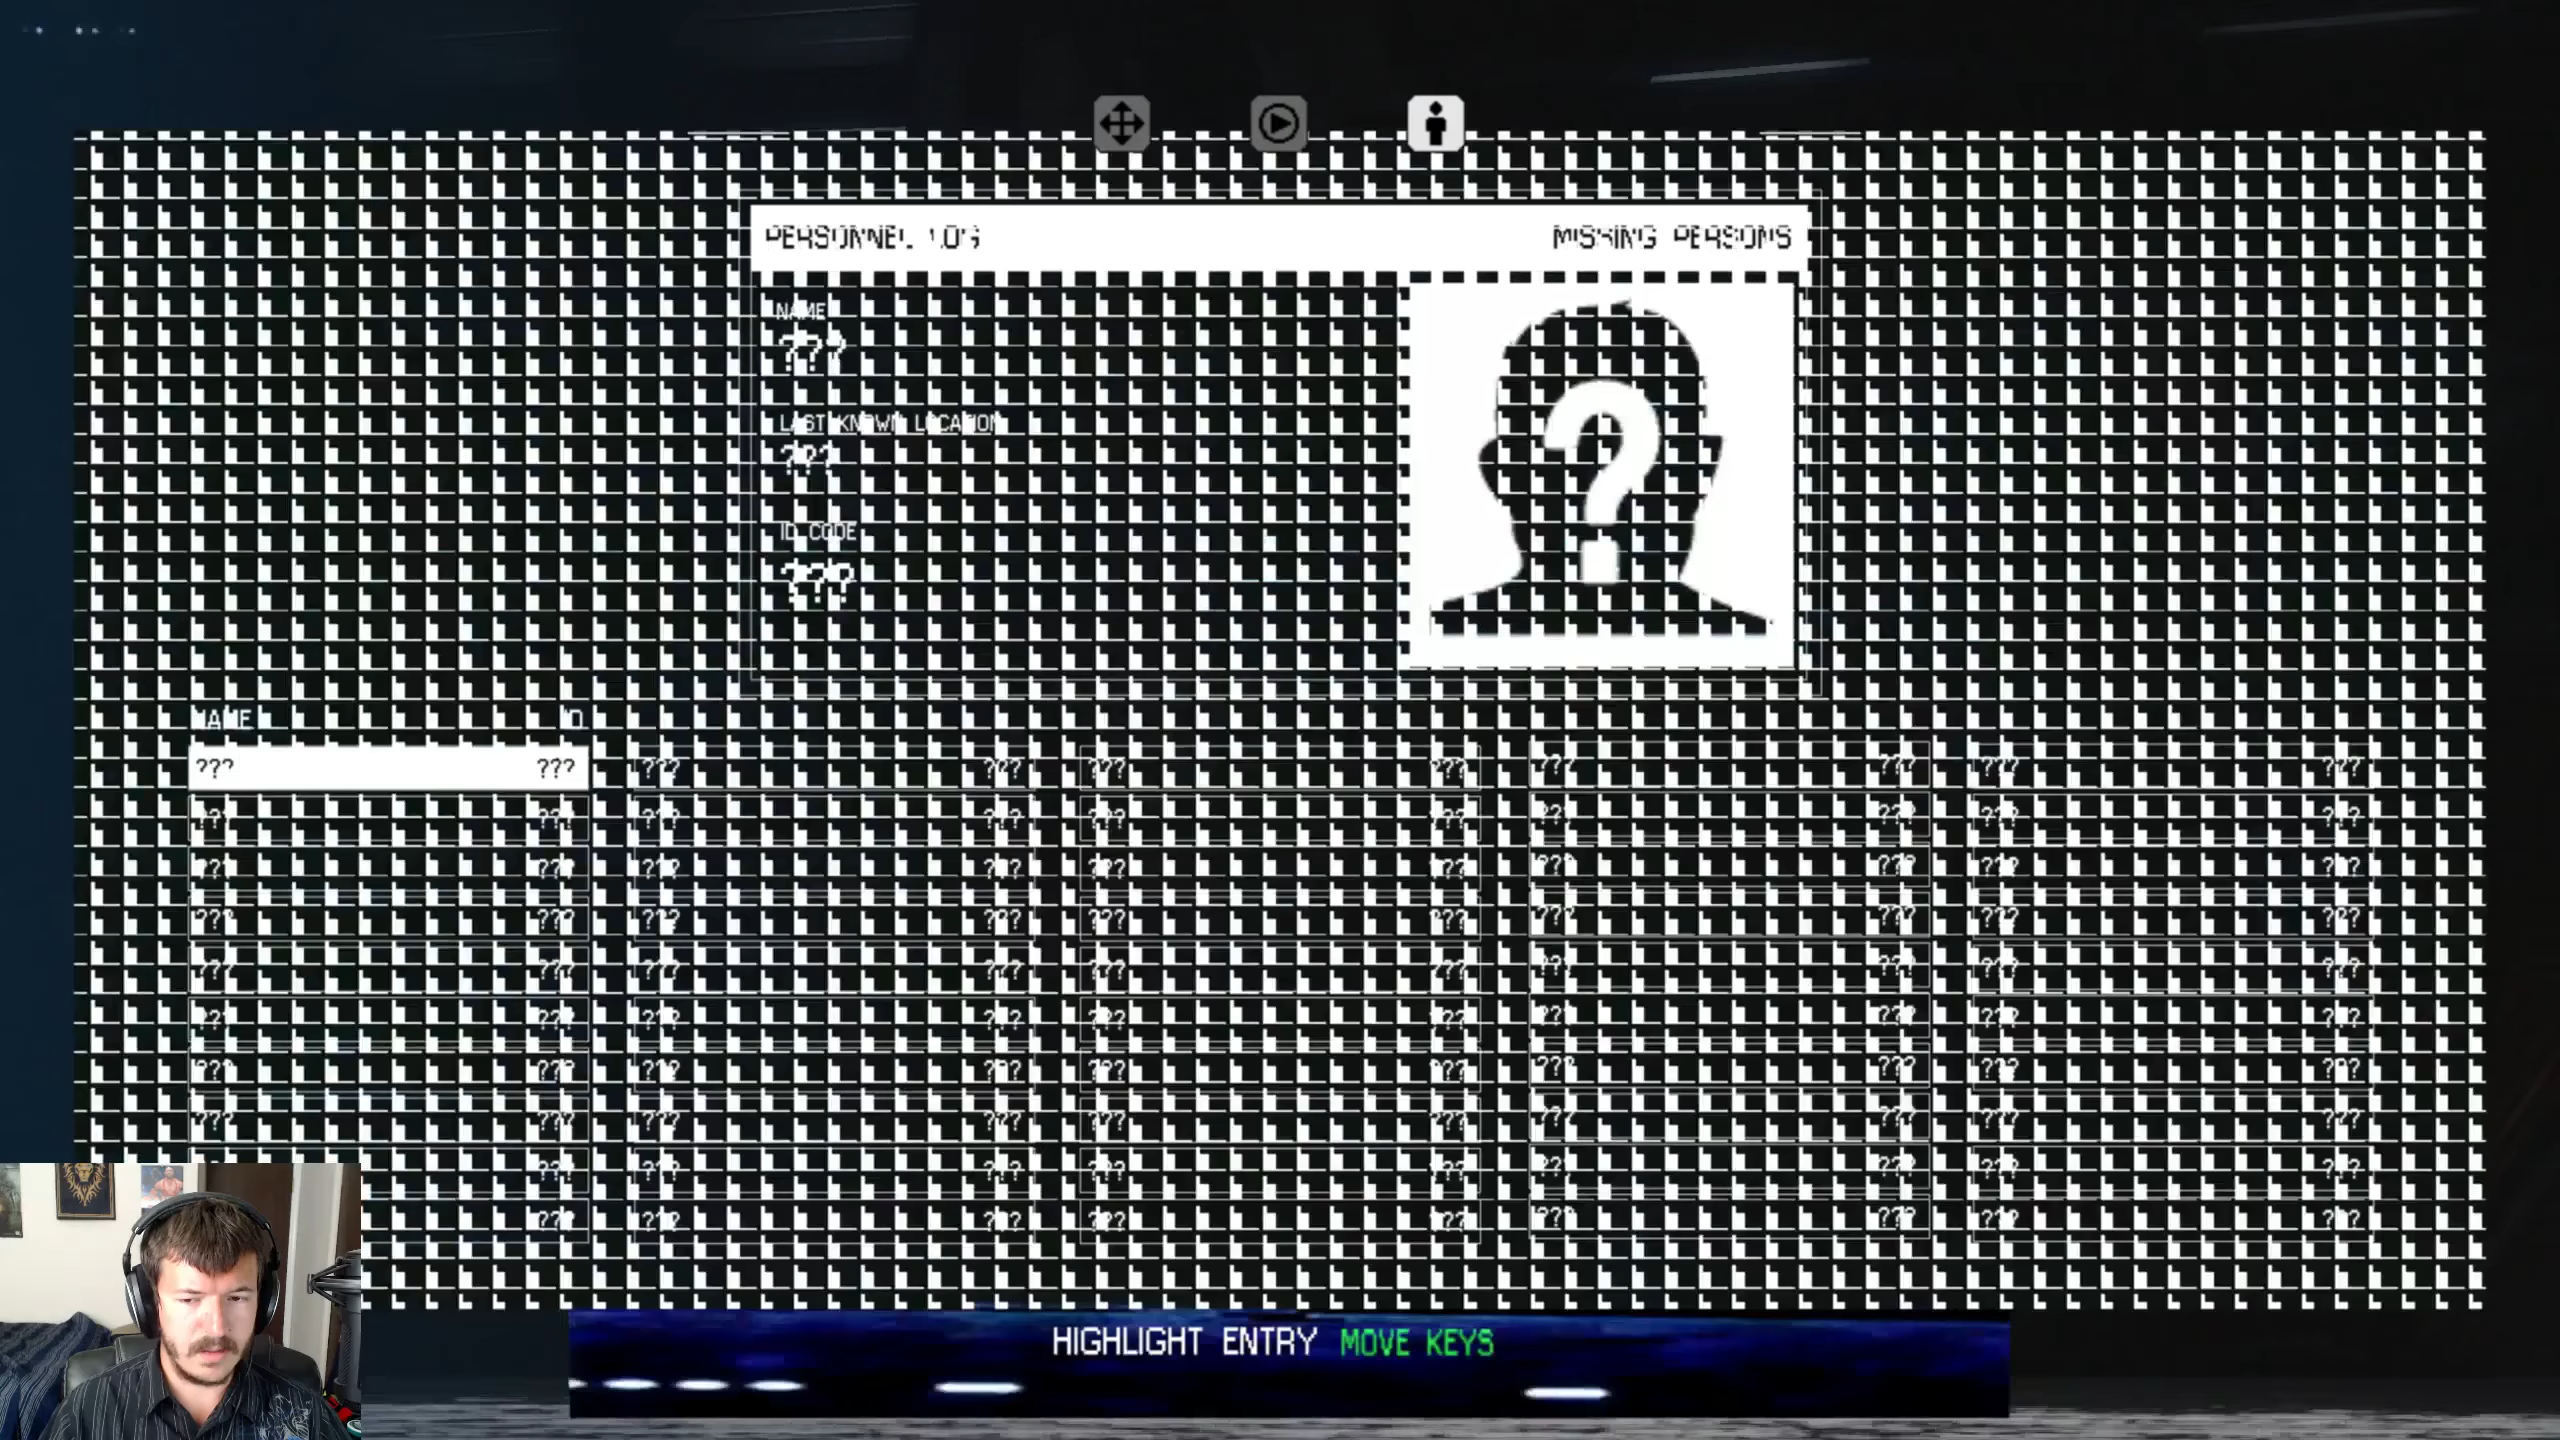 PERSONNEL LOG MISSING PERSONS
NAME
???
LAST KNOWN LOCATION
???
ID CODE
???
NAME ID
??? ??? ??? ??? ??? ??? ??? ??? ??? ???
??? ??? ??? ??? ??? ??? ??? ??? ??? ???
??? ??? ??? ??? ??? ??? ??? ??? ??? ???
??? ??? ??? ??? ??? ??? ??? ??? ??? ???
??? ??? ??? ??? ??? ??? ??? ??? ??? ???
??? ??? ??? ??? ??? ??? ??? ??? ??? ???
??? ??? ??? ??? ??? ??? ??? ??? ??? ???
??? ??? ??? ??? ??? ??? ??? ??? ??? ???
??? ??? ??? ??? ??? ??? ??? ??? ???
??? ??? ??? ??? ??? ??? ??? ??? ???
HIGHLIGHT ENTRY MOVE KEYS